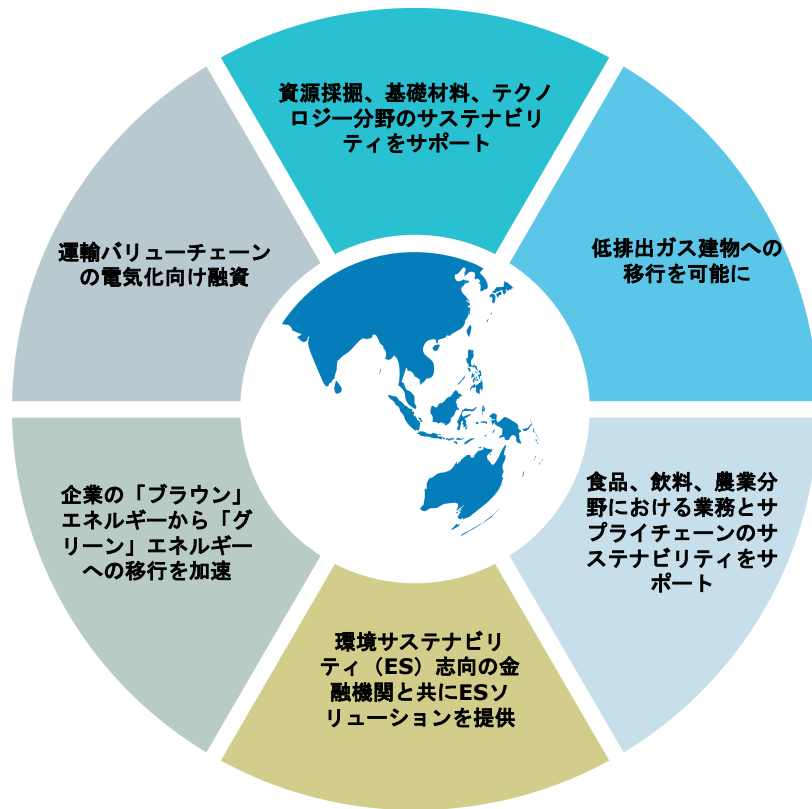 資源採掘、基礎材料、テクノ
ロジー分野のサステナビリ
ティをサポート
低排出ガス建物への
移行を可能に
食品、飲料、農業分
野における業務とサ
プライチェーンのサ
ステナビリティをサ
ポート
環境サステナビリ
ティ（ES）志向の金
融機関と共にESソ
リューションを提供
企業の「ブラウン」
エネルギーから「グ
リーン」エネルギー
への移行を加速
運輸バリューチェーン
の電気化向け融資